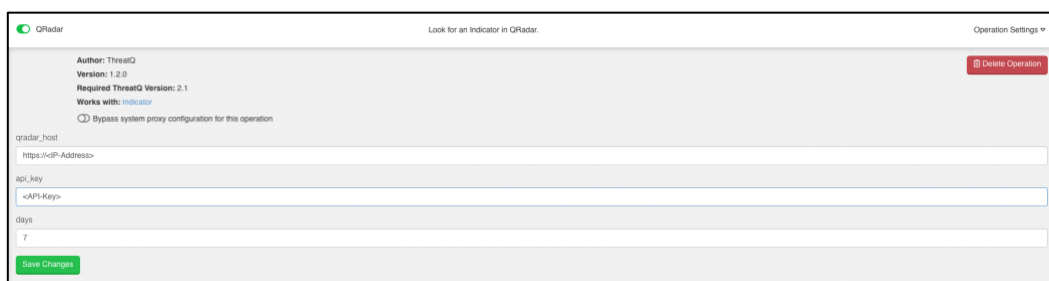 QRadar Look for an Indicator in QRadar. Operation Settings
Author: ThreatQ Delete Operation
Version: 1.2.0
Required ThreatQ Version: 2.1
Works with: Indicator
Bypass system proxy configuration for this operation
qradar_host
https://<IP-Address>
api_key
<API-Key>
days
7
Save Changes